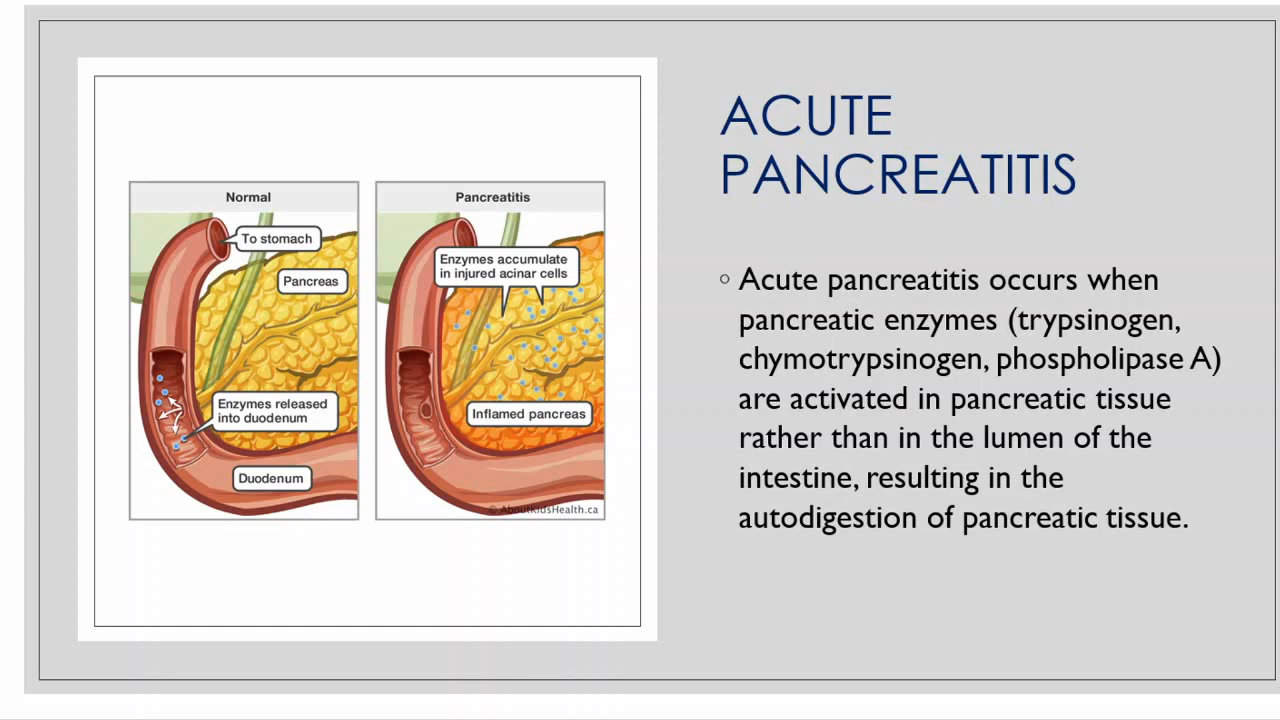 Normal
To stomach
Pancreas
Enzymes released
into duodenum
Duodenum
Pancreatitis
Enzymes accumulate
in injured acinar cells
Inflamed pancreas
© AboutKidsHealth.ca
ACUTE
PANCREATITIS
◦ Acute pancreatitis occurs when
pancreatic enzymes (trypsinogen,
chymotrypsinogen, phospholipase A)
are activated in pancreatic tissue
rather than in the lumen of the
intestine, resulting in the
autodigestion of pancreatic tissue.